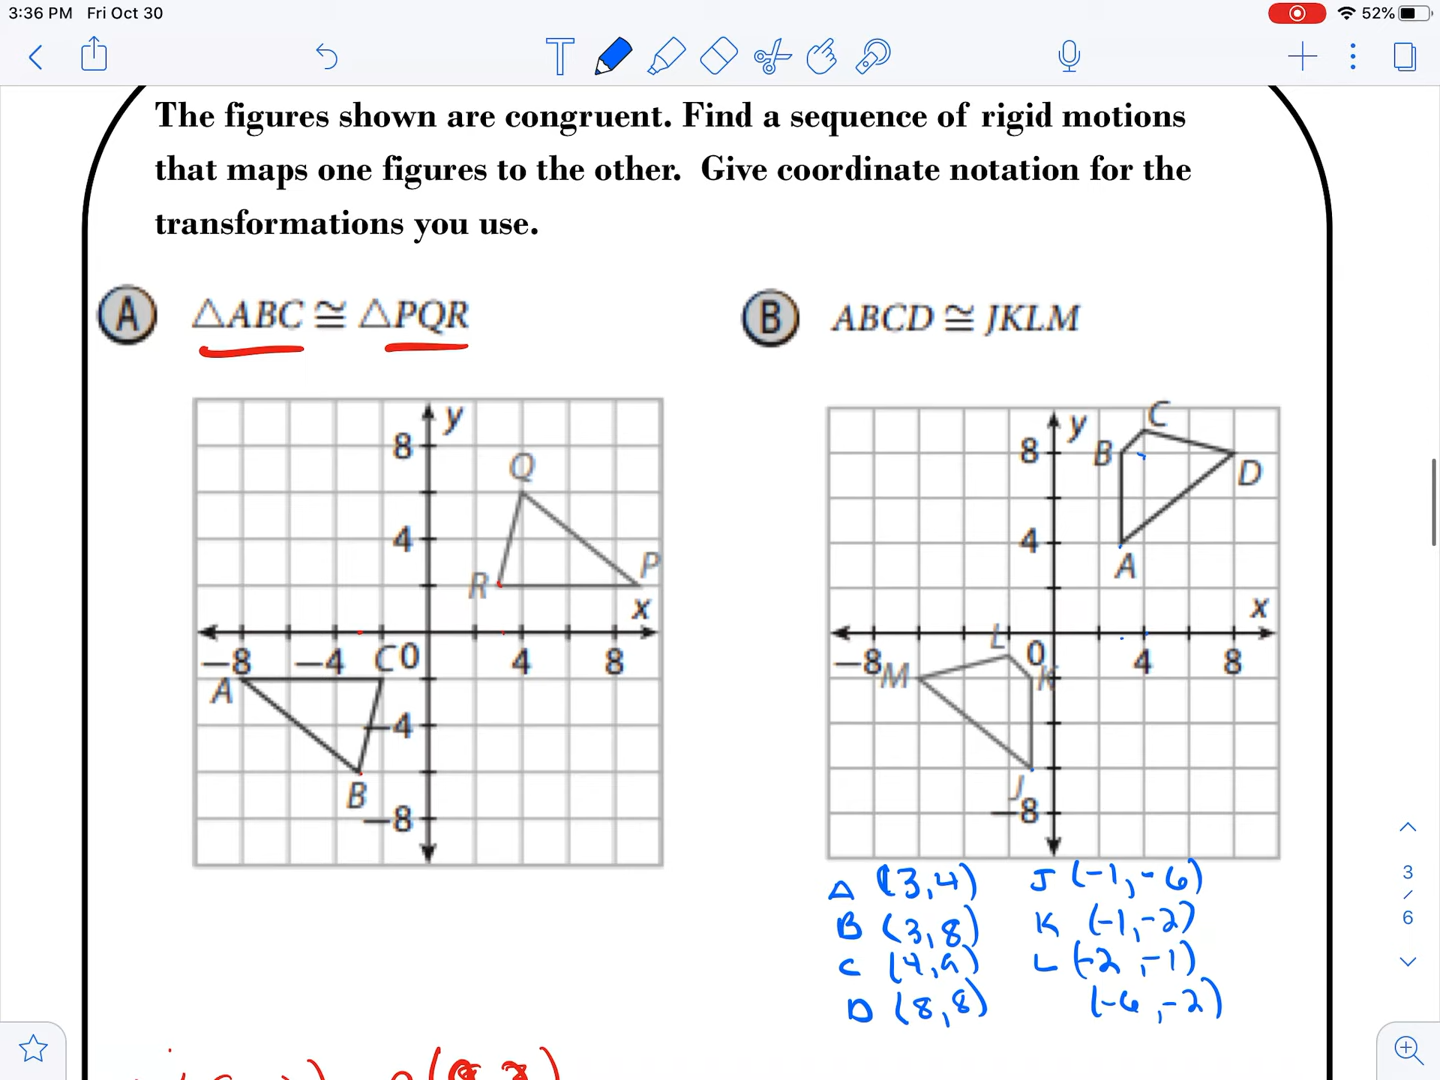 3:36 PM Fri Oct 30
52%
T
The figures shown are congruent. Find a sequence of rigid motions
that maps one figures to the other. Give coordinate notation for the
transformations you use.
A △ABC ≅ △PQR
B ABCD ≅ JKLM
y
8
Q
4
P
R
x
−8 −4 C 0 4 8
A
−4
B
−8
C
y
8
B
D
4
A
x
L
−8 0 4 8
M
K
J
−8
A (3,4) J (-1,-6)
B (3,8) K (-1,-2)
C (4,9) L (-2,-1)
D (8,8) (-6,-2)
3
/
6